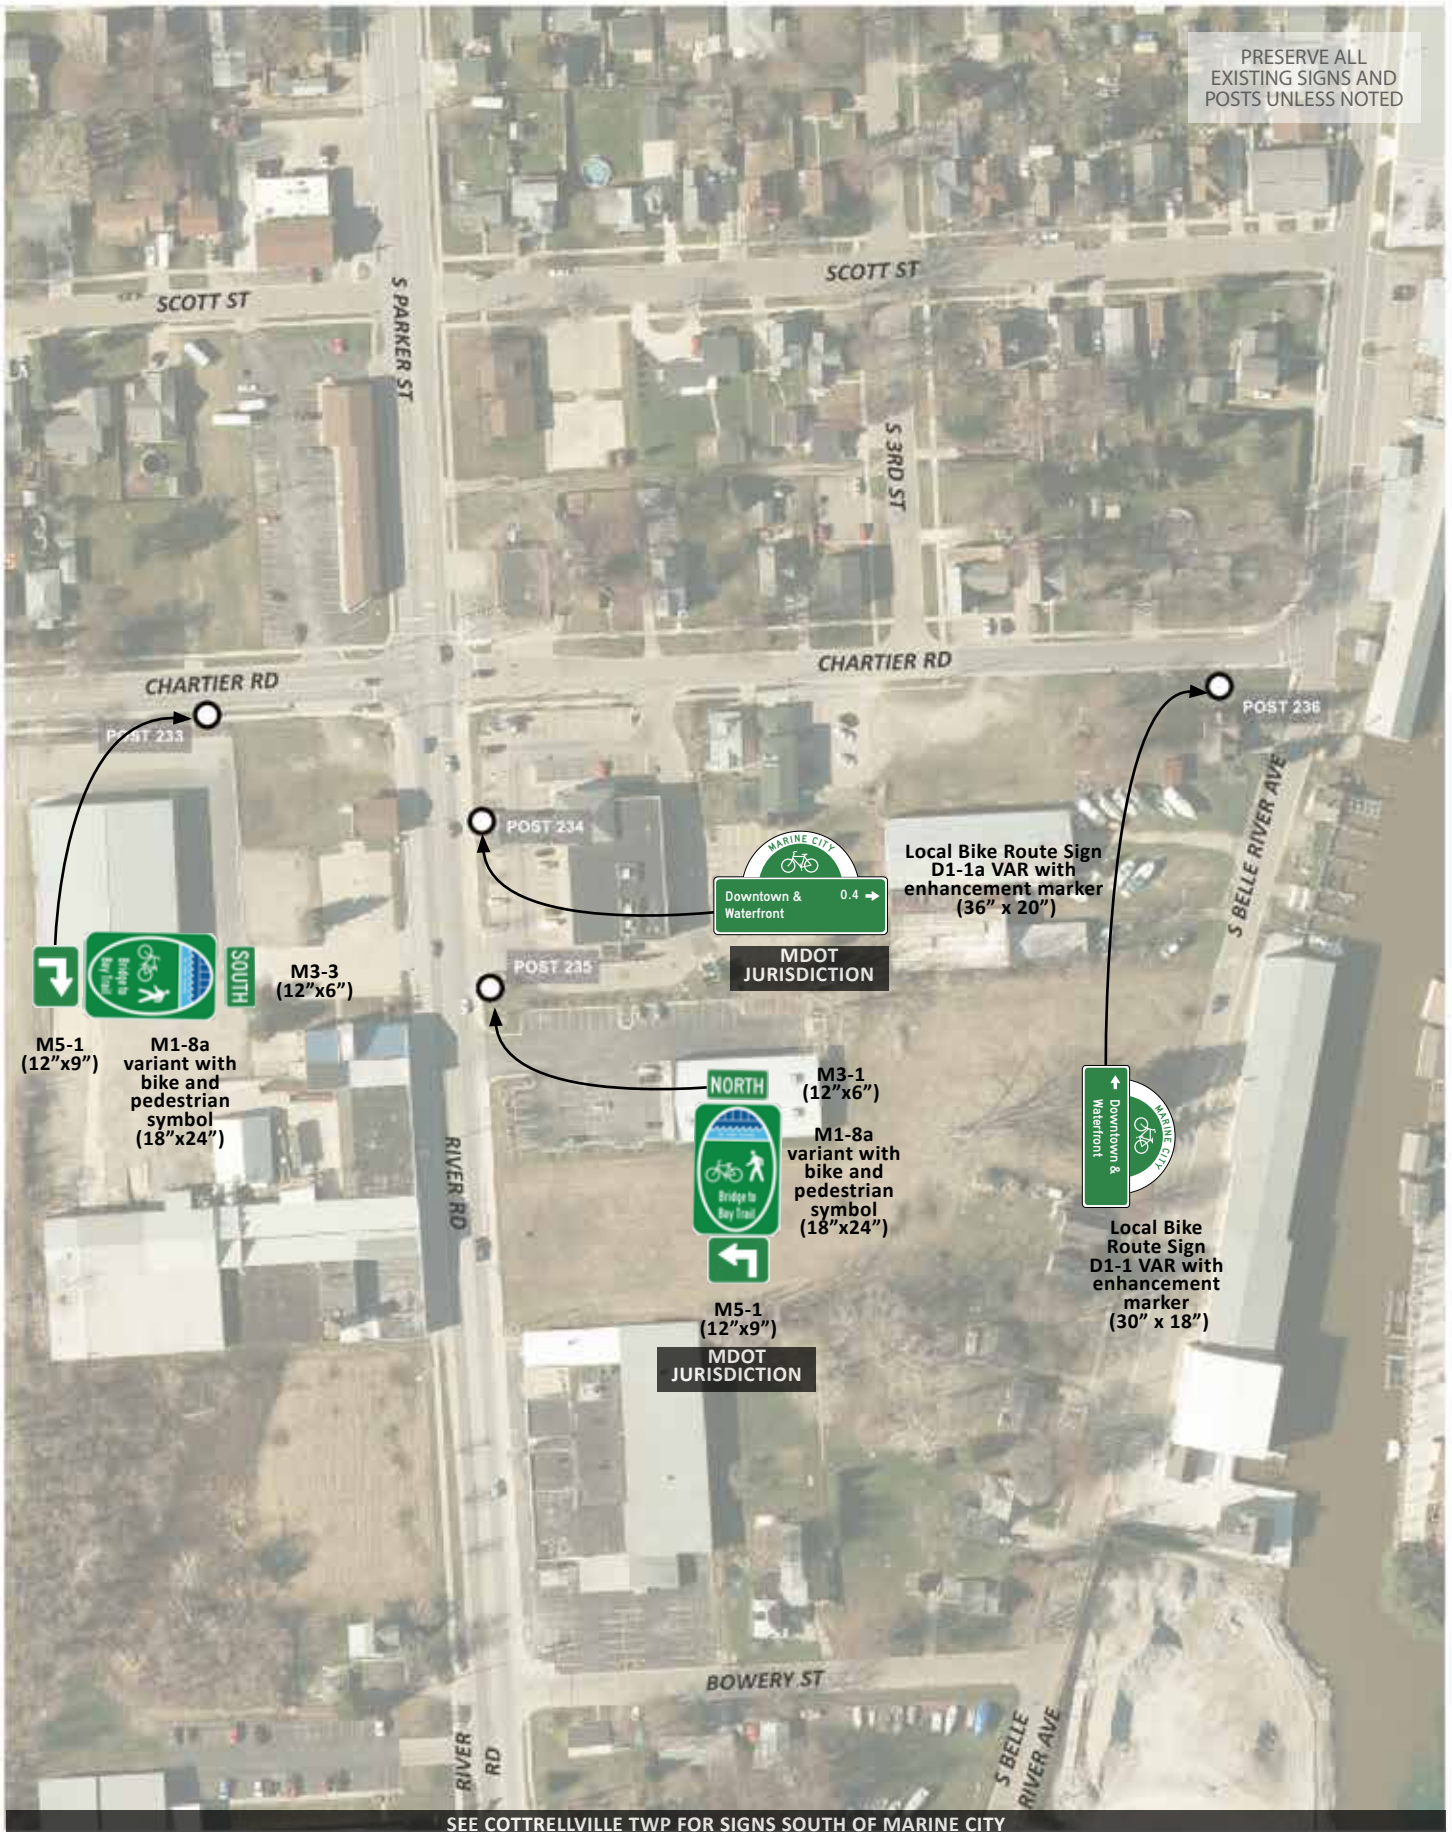 PRESERVE ALL
EXISTING SIGNS AND
POSTS UNLESS NOTED
SCOTT ST
SCOTT ST
S PARKER ST
S 3RD ST
CHARTIER RD
CHARTIER RD
POST 233
POST 236
POST 234
MARINE CITY
Downtown &
Waterfront
0.4 →
Local Bike Route Sign
D1-1a VAR with
enhancement marker
(36" x 20")
MDOT
JURISDICTION
S BELLE RIVER AVE
POST 235
Bridge to
Bay Trail
SOUTH
M3-3
(12"x6")
M5-1
(12"x9")
M1-8a
variant with
bike and
pedestrian
symbol
(18"x24")
NORTH
M3-1
(12"x6")
Bridge to
Bay Trail
M1-8a
variant with
bike and
pedestrian
symbol
(18"x24")
M5-1
(12"x9")
MDOT
JURISDICTION
MARINE CITY
← Downtown &
Waterfront
Local Bike
Route Sign
D1-1 VAR with
enhancement
marker
(30" x 18")
RIVER RD
BOWERY ST
RIVER
RD
S BELLE
RIVER AVE
SEE COTTRELLVILLE TWP FOR SIGNS SOUTH OF MARINE CITY